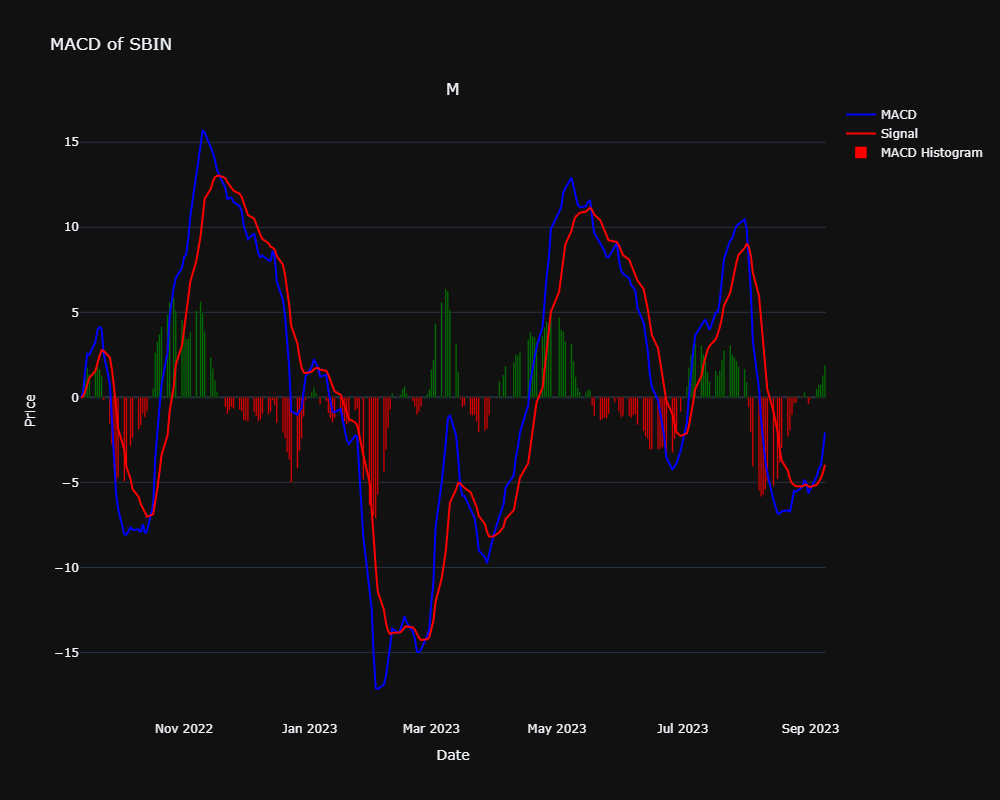 MACD of SBIN
M
MACD
Signal
MACD Histogram
15
10
5
0
−5
−10
−15
Price
Nov 2022 Jan 2023 Mar 2023 May 2023 Jul 2023 Sep 2023
Date